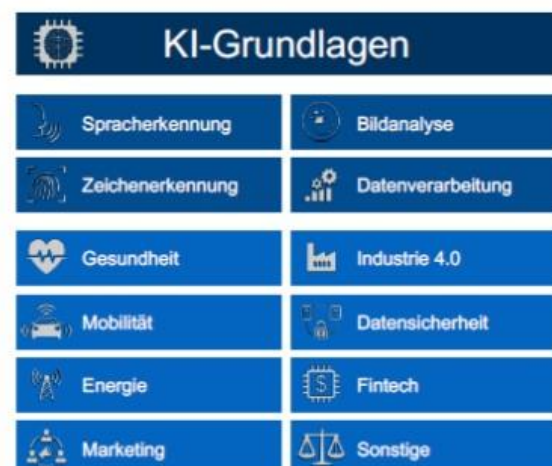 KI-Grundlagen
Spracherkennung
Bildanalyse
Zeichenerkennung
Datenverarbeitung
Gesundheit
Industrie 4.0
Mobilität
Datensicherheit
Energie
Fintech
Marketing
Sonstige